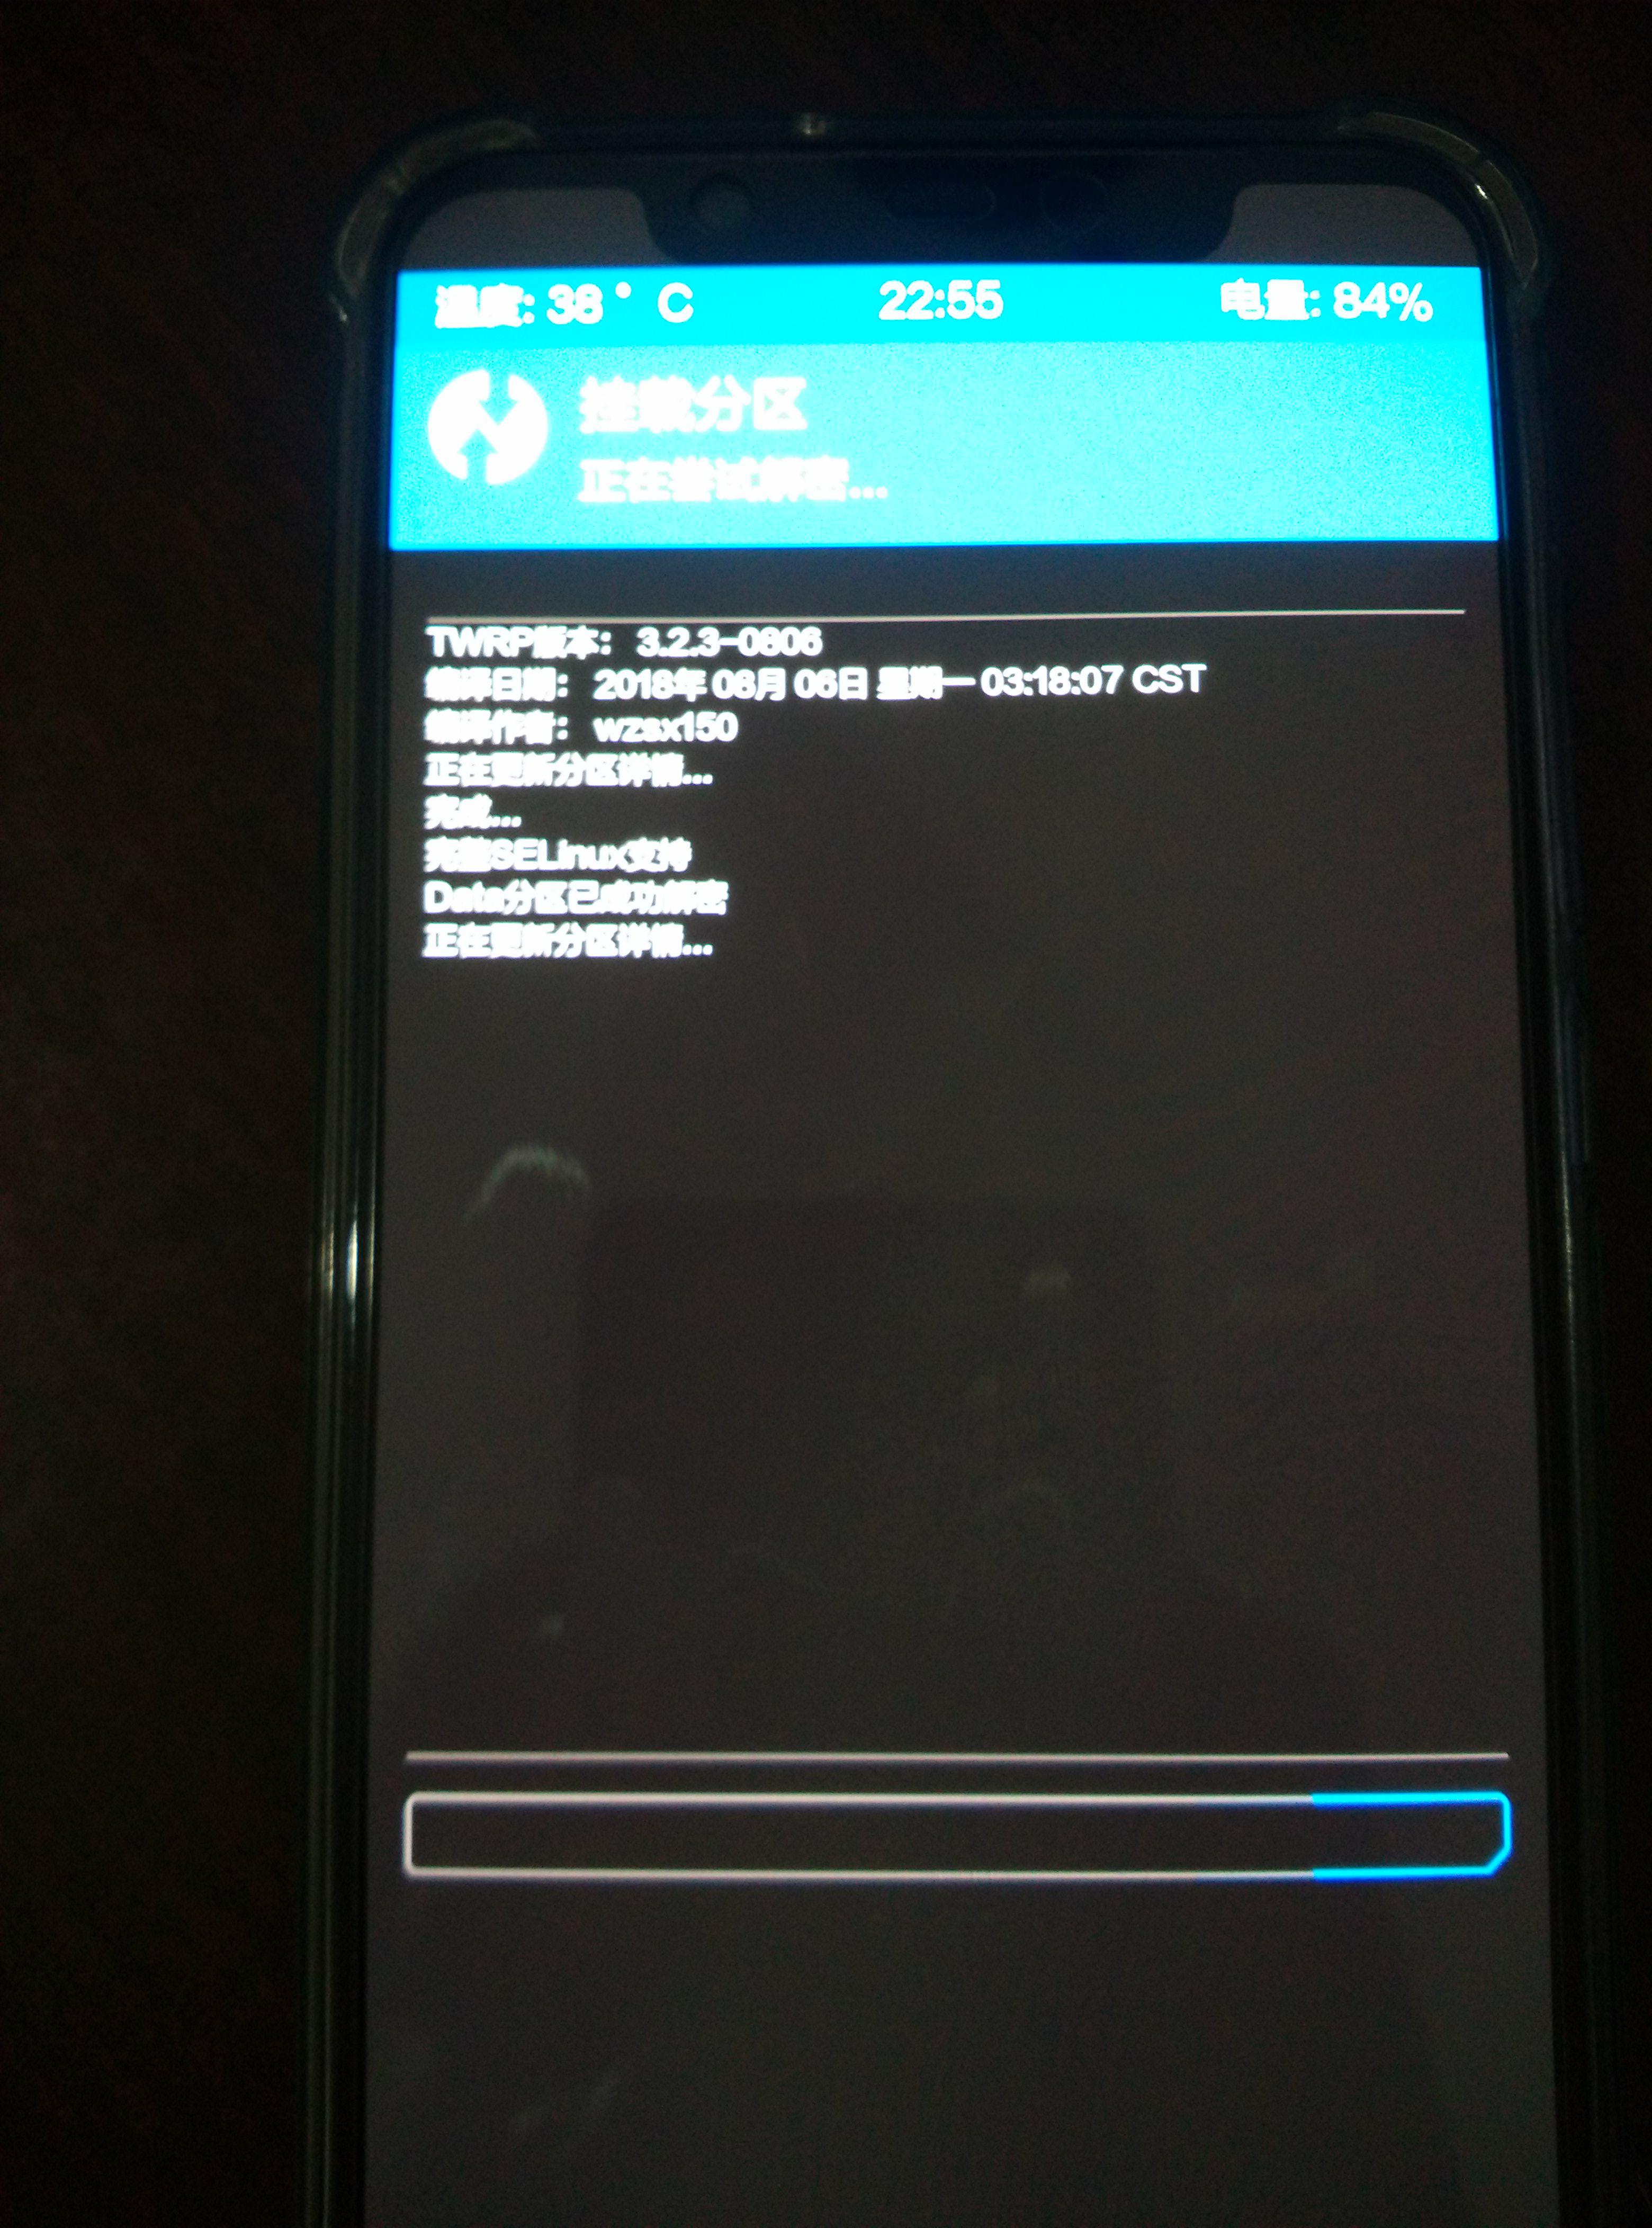 温度: 38° C 22:55 电量: 84%
挂载分区
正在尝试解密...
TWRP版本: 3.2.3-0806
编译日期: 2018年 08月 06日 星期一 03:18:07 CST
编译作者: wzsx150
正在更新分区详情...
完成...
完整SELinux支持
Data分区已成功解密
正在更新分区详情...